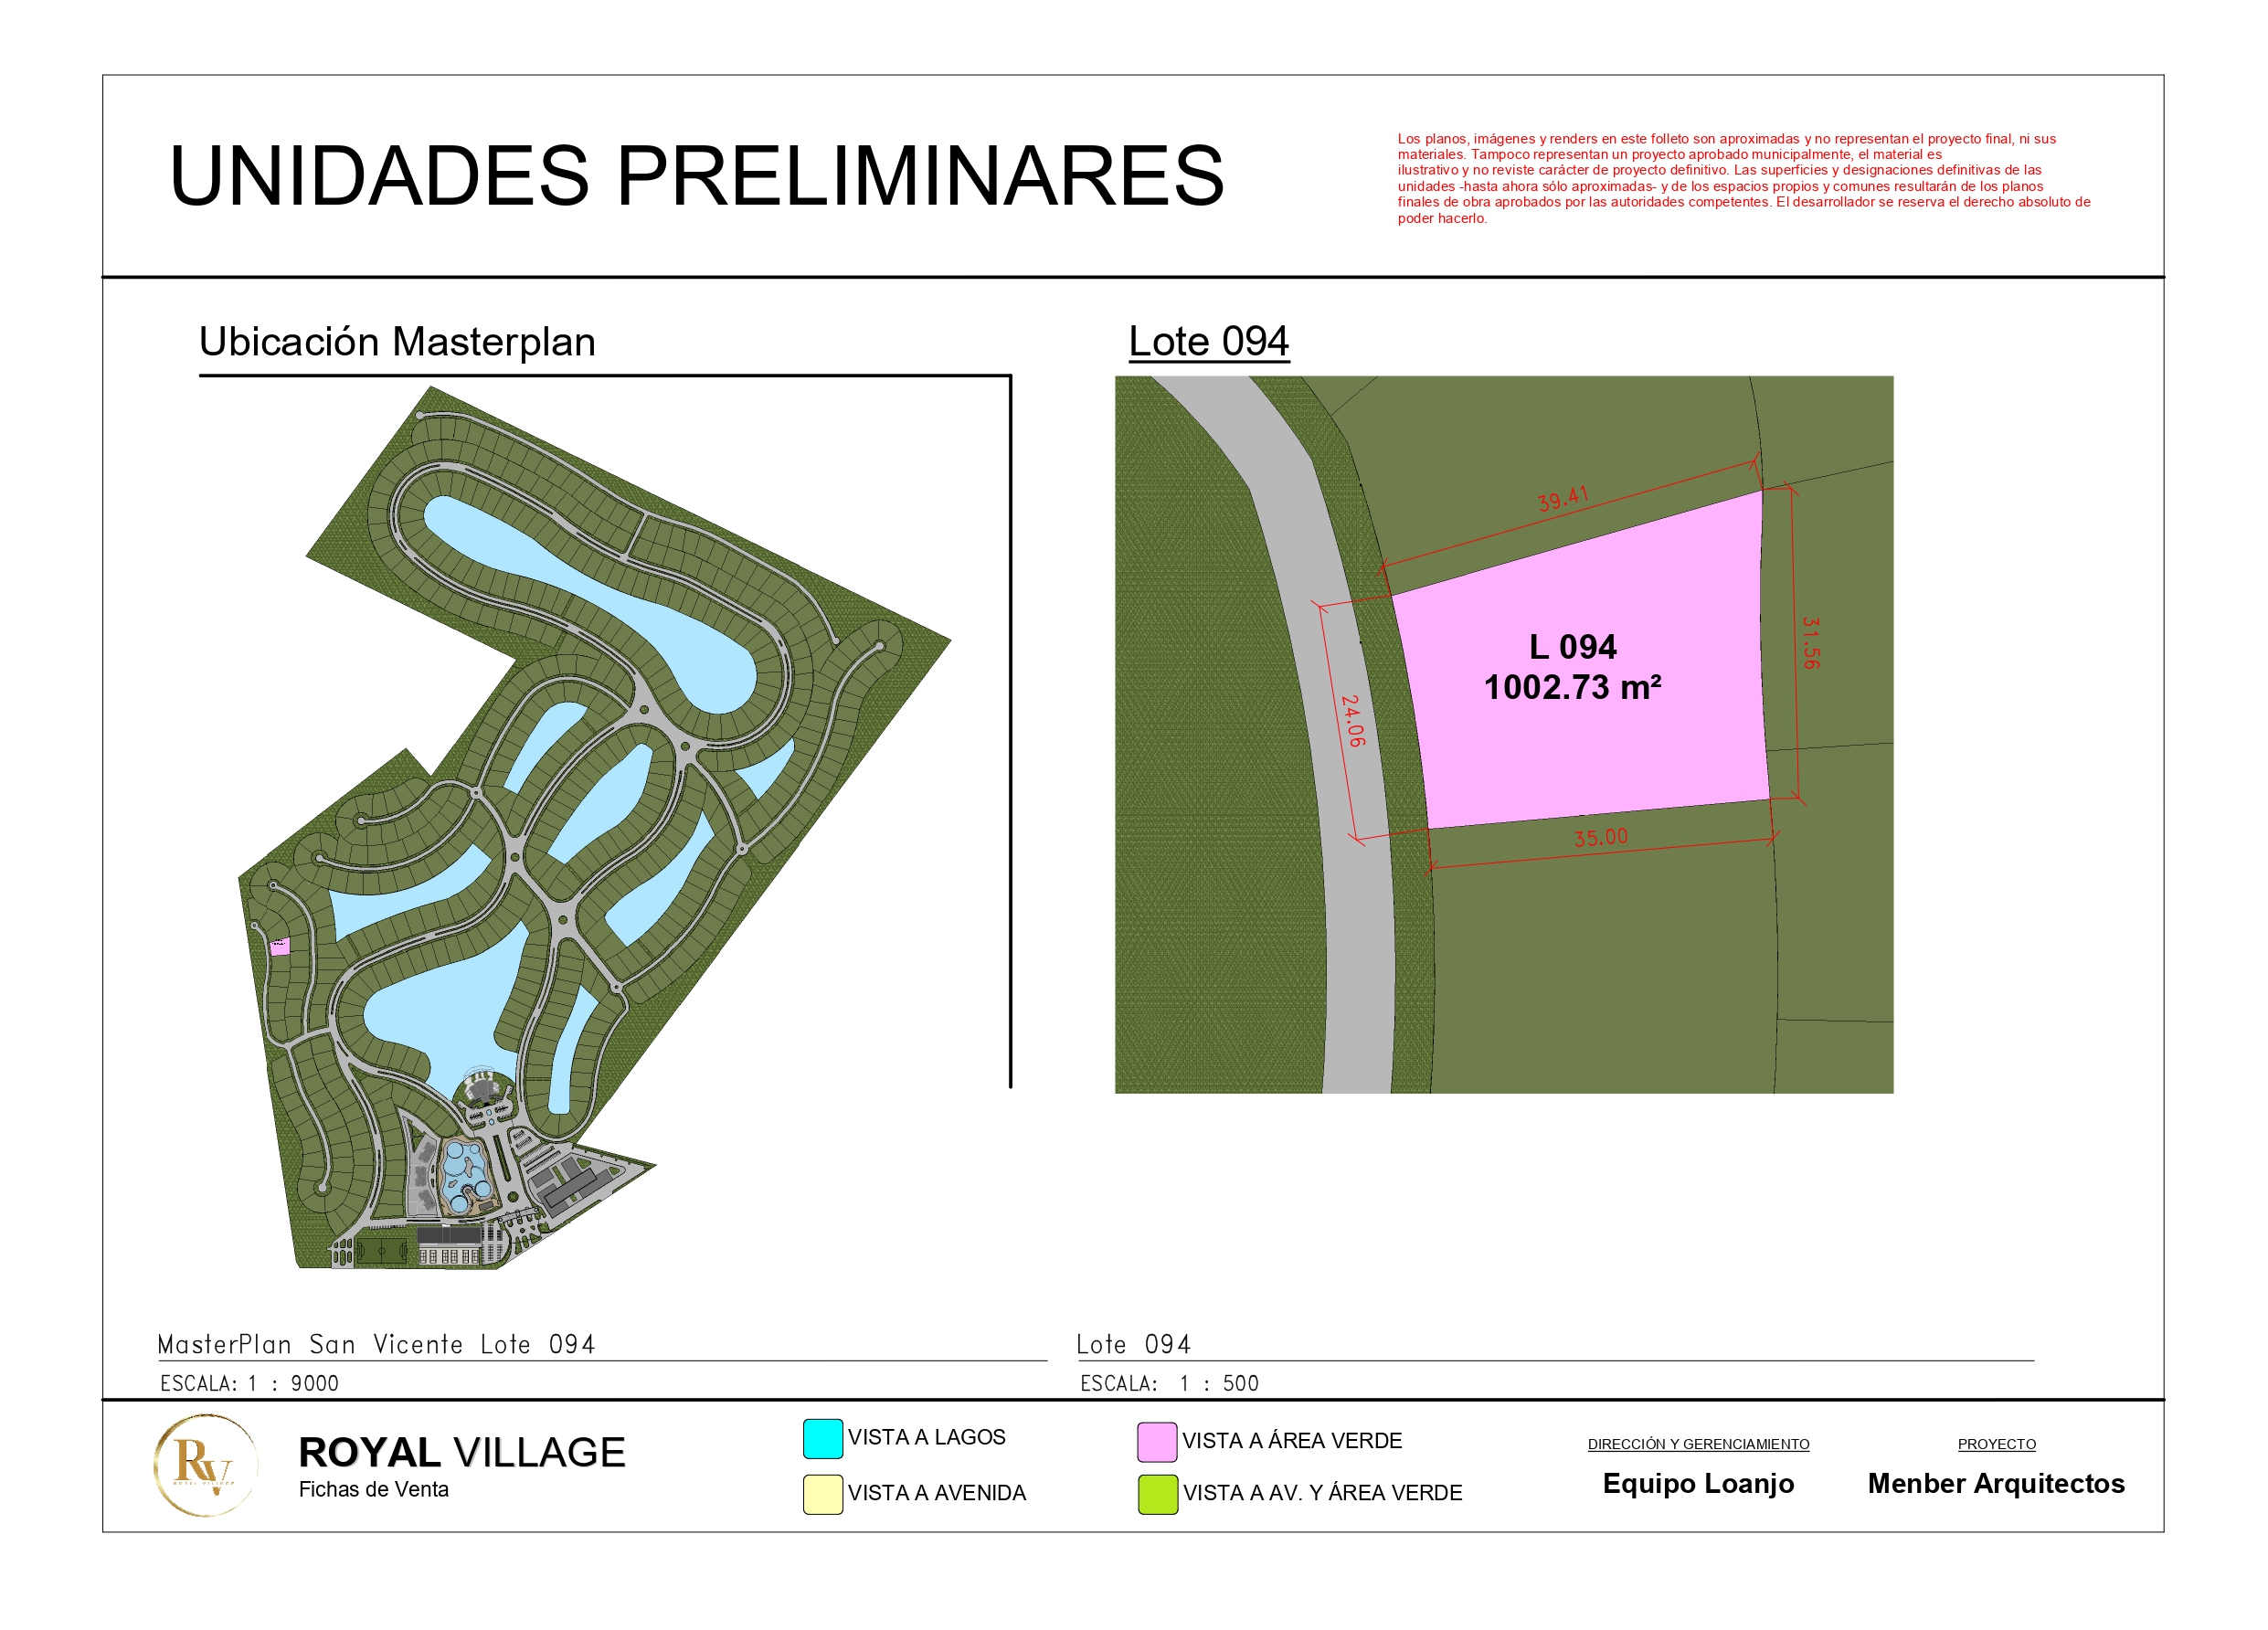 UNIDADES PRELIMINARES
Los planos, imágenes y renders en este folleto son aproximadas y no representan el proyecto final, ni sus
materiales. Tampoco representan un proyecto aprobado municipalmente, el material es
ilustrativo y no reviste carácter de proyecto definitivo. Las superficies y designaciones definitivas de las
unidades -hasta ahora sólo aproximadas- y de los espacios propios y comunes resultarán de los planos
finales de obra aprobados por las autoridades competentes. El desarrollador se reserva el derecho absoluto de
poder hacerlo.
Ubicación Masterplan
Lote 094
39.41
31.56
L 094
1002.73 m²
24.06
35.00
MasterPlan San Vicente Lote 094
ESCALA: 1 : 9000
Lote 094
ESCALA: 1 : 500
RV
ROYAL VILLAGE
ROYAL VILLAGE
Fichas de Venta
VISTA A LAGOS
VISTA A AVENIDA
VISTA A ÁREA VERDE
VISTA A AV. Y ÁREA VERDE
DIRECCIÓN Y GERENCIAMIENTO
Equipo Loanjo
PROYECTO
Menber Arquitectos